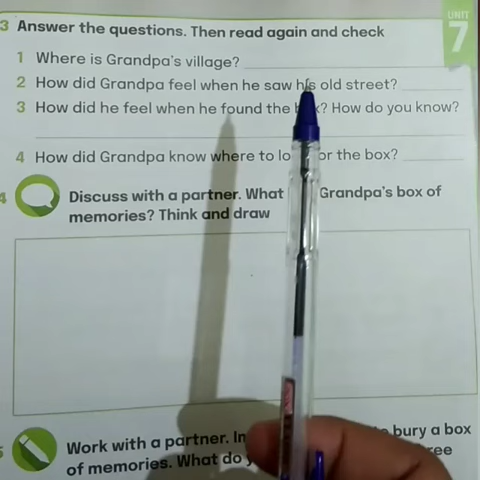 UNIT
7
3 Answer the questions. Then read again and check
1 Where is Grandpa's village?
2 How did Grandpa feel when he saw his old street?
3 How did he feel when he found the b x? How do you know?
4 How did Grandpa know where to lo or the box?
4 Discuss with a partner. What Grandpa's box of
memories? Think and draw
5 Work with a partner. bury a box
of memories. What do